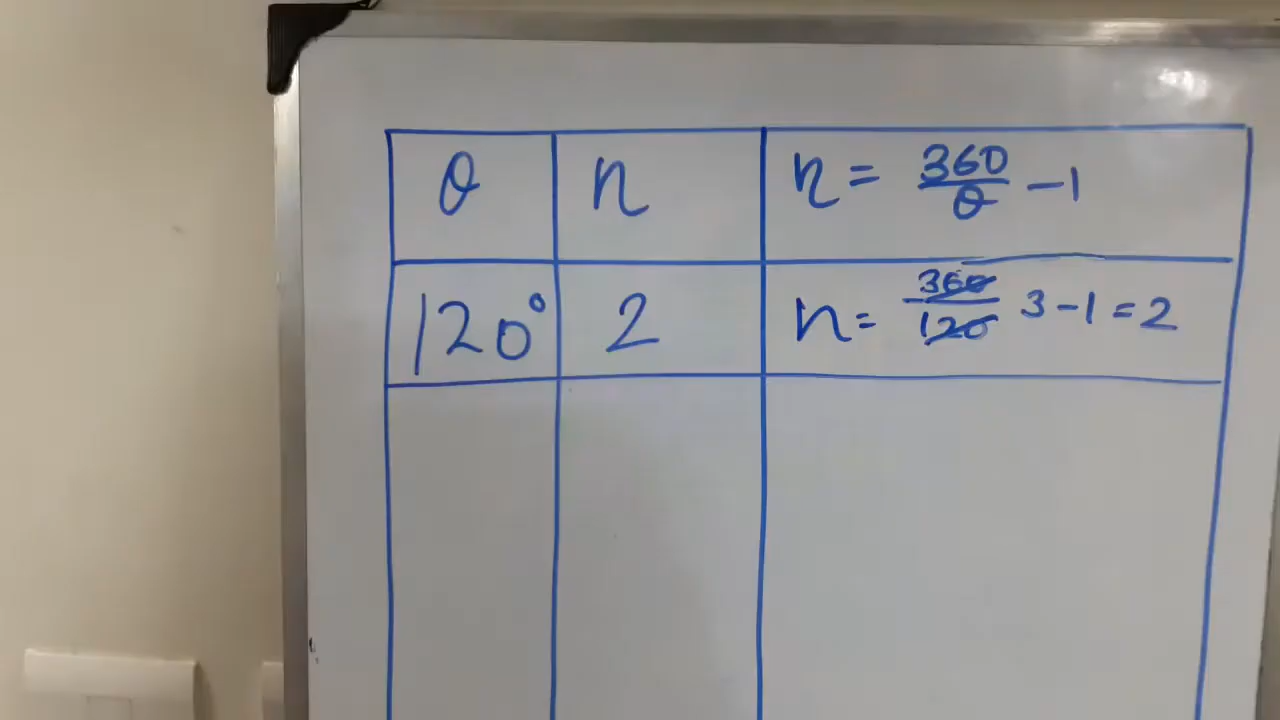 θ n n = 360/θ - 1
120° 2 n = 360/120 3 - 1 = 2